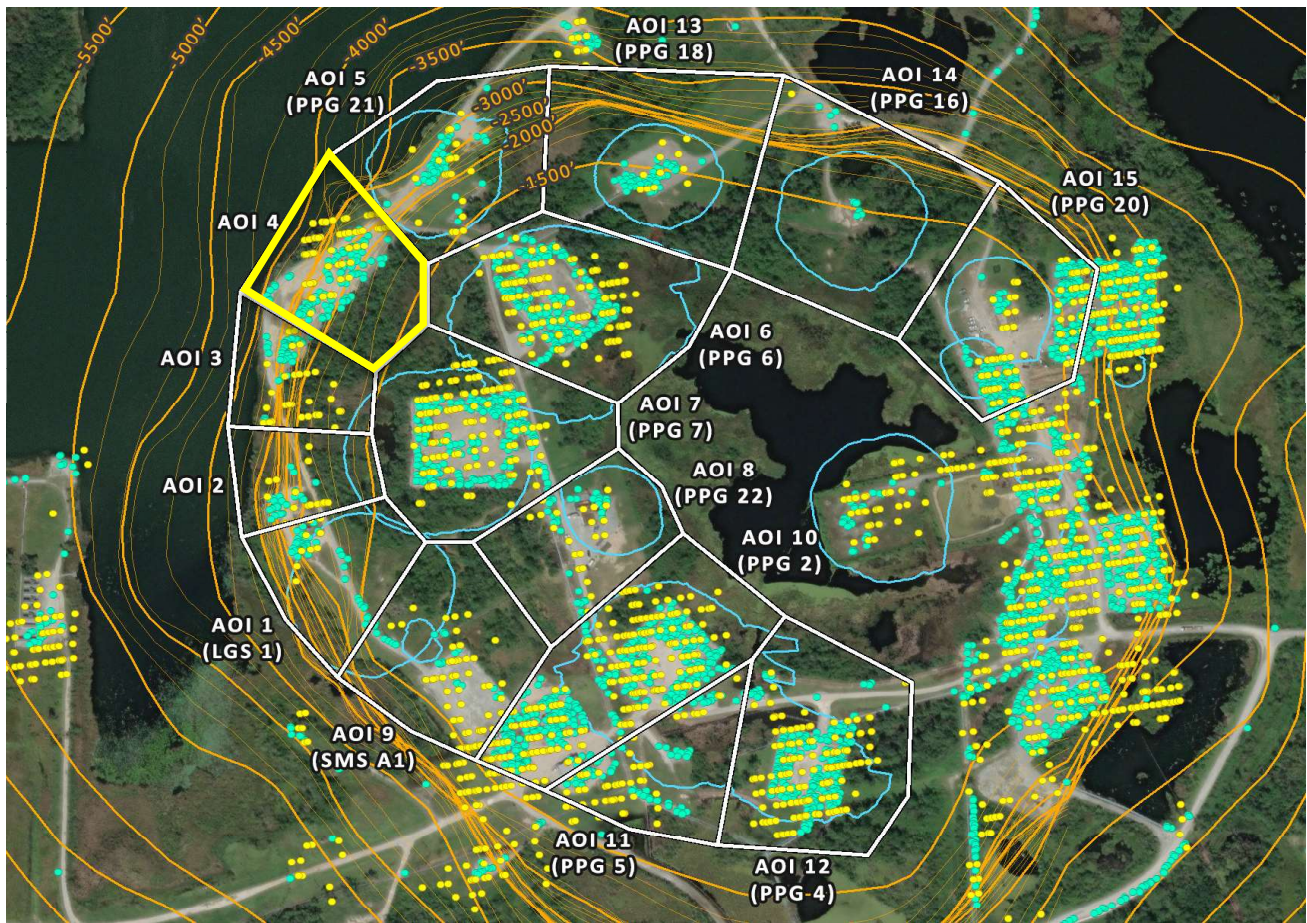 -5500'
-5000'
-4500'
-4000'
-3500'
-3000'
-2500'
-2000'
-1500'
AOI 13
(PPG 18)
AOI 5
(PPG 21)
AOI 14
(PPG 16)
AOI 15
(PPG 20)
AOI 4
AOI 3
AOI 6
(PPG 6)
AOI 7
(PPG 7)
AOI 2
AOI 8
(PPG 22)
AOI 10
(PPG 2)
AOI 1
(LGS 1)
AOI 9
(SMS A1)
AOI 11
(PPG 5)
AOI 12
(PPG 4)